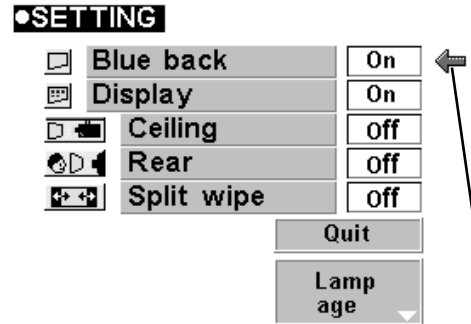 ●SETTING
Blue back On
Display On
Ceiling Off
Rear Off
Split wipe Off
Quit
Lamp
age